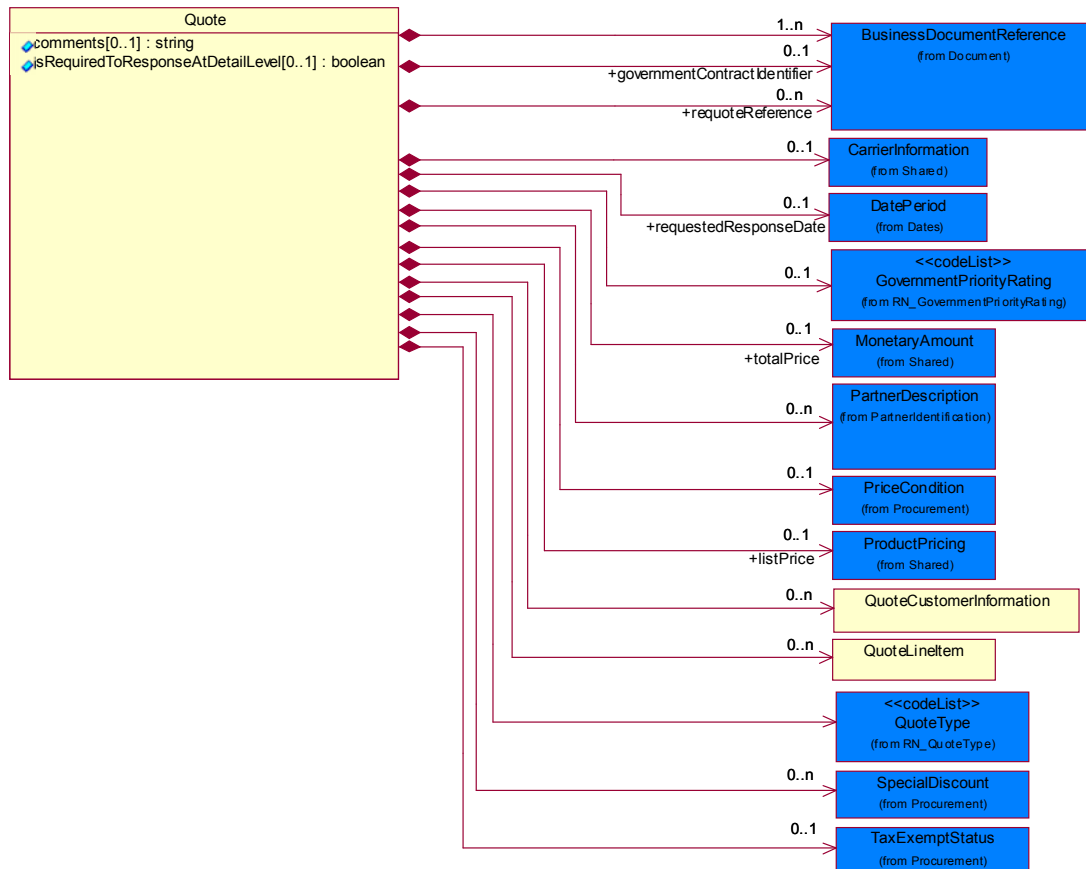 Quote
comments[0..1] : string
isRequiredToResponseAtDetailLevel[0..1] : boolean
1..n
BusinessDocumentReference
(from Document)
0..1
+governmentContractIdentifier
0..n
+requoteReference
0..1
CarrierInformation
(from Shared)
0..1
+requestedResponseDate
DatePeriod
(from Dates)
0..1
<<codeList>>
GovernmentPriorityRating
(from RN_GovernmentPriorityRating)
0..1
+totalPrice
MonetaryAmount
(from Shared)
0..n
PartnerDescription
(from PartnerIdentification)
0..1
PriceCondition
(from Procurement)
0..1
+listPrice
ProductPricing
(from Shared)
0..n
QuoteCustomerInformation
0..n
QuoteLineItem
<<codeList>>
QuoteType
(from RN_QuoteType)
0..n
SpecialDiscount
(from Procurement)
0..1
TaxExemptStatus
(from Procurement)